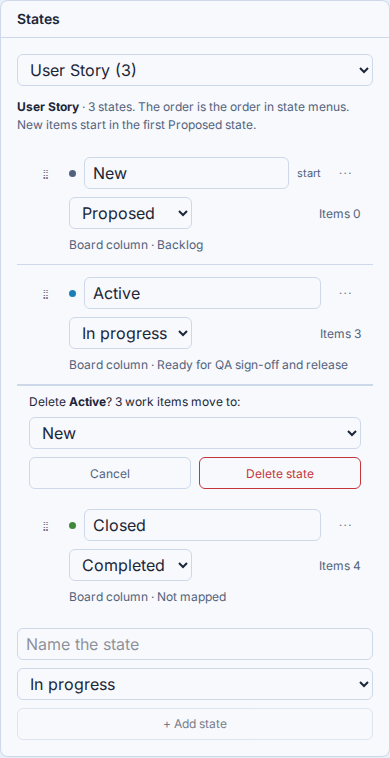 States
User Story (3)
User Story · 3 states. The order is the order in state menus.
New items start in the first Proposed state.
New
start
...
Proposed
Items 0
Board column · Backlog
Active
...
In progress
Items 3
Board column · Ready for QA sign-off and release
Delete Active? 3 work items move to:
New
Cancel
Delete state
Closed
...
Completed
Items 4
Board column · Not mapped
Name the state
In progress
+ Add state